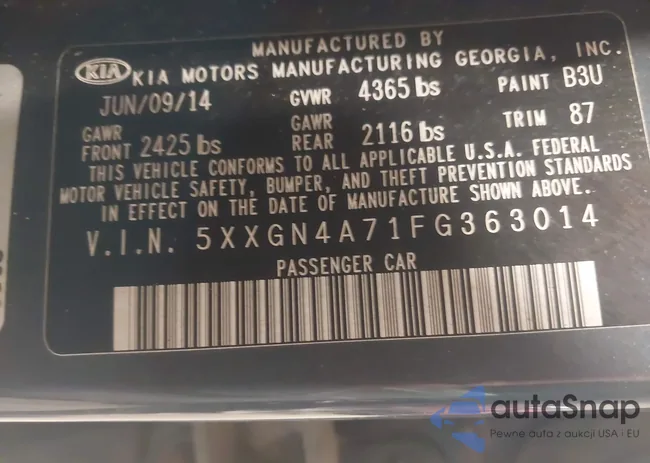 MANUFACTURED BY
KIA KIA MOTORS MANUFACTURING GEORGIA, INC.
JUN/09/14 GVWR 4365 lbs PAINT B3U
GAWR FRONT 2425 lbs GAWR REAR 2116 lbs TRIM 87
THIS VEHICLE CONFORMS TO ALL APPLICABLE U.S.A. FEDERAL
MOTOR VEHICLE SAFETY, BUMPER, AND THEFT PREVENTION STANDARDS
IN EFFECT ON THE DATE OF MANUFACTURE SHOWN ABOVE.
V.I.N. 5XXGN4A71FG363014
PASSENGER CAR
autaSnap
Pewne auta z aukcji USA i EU